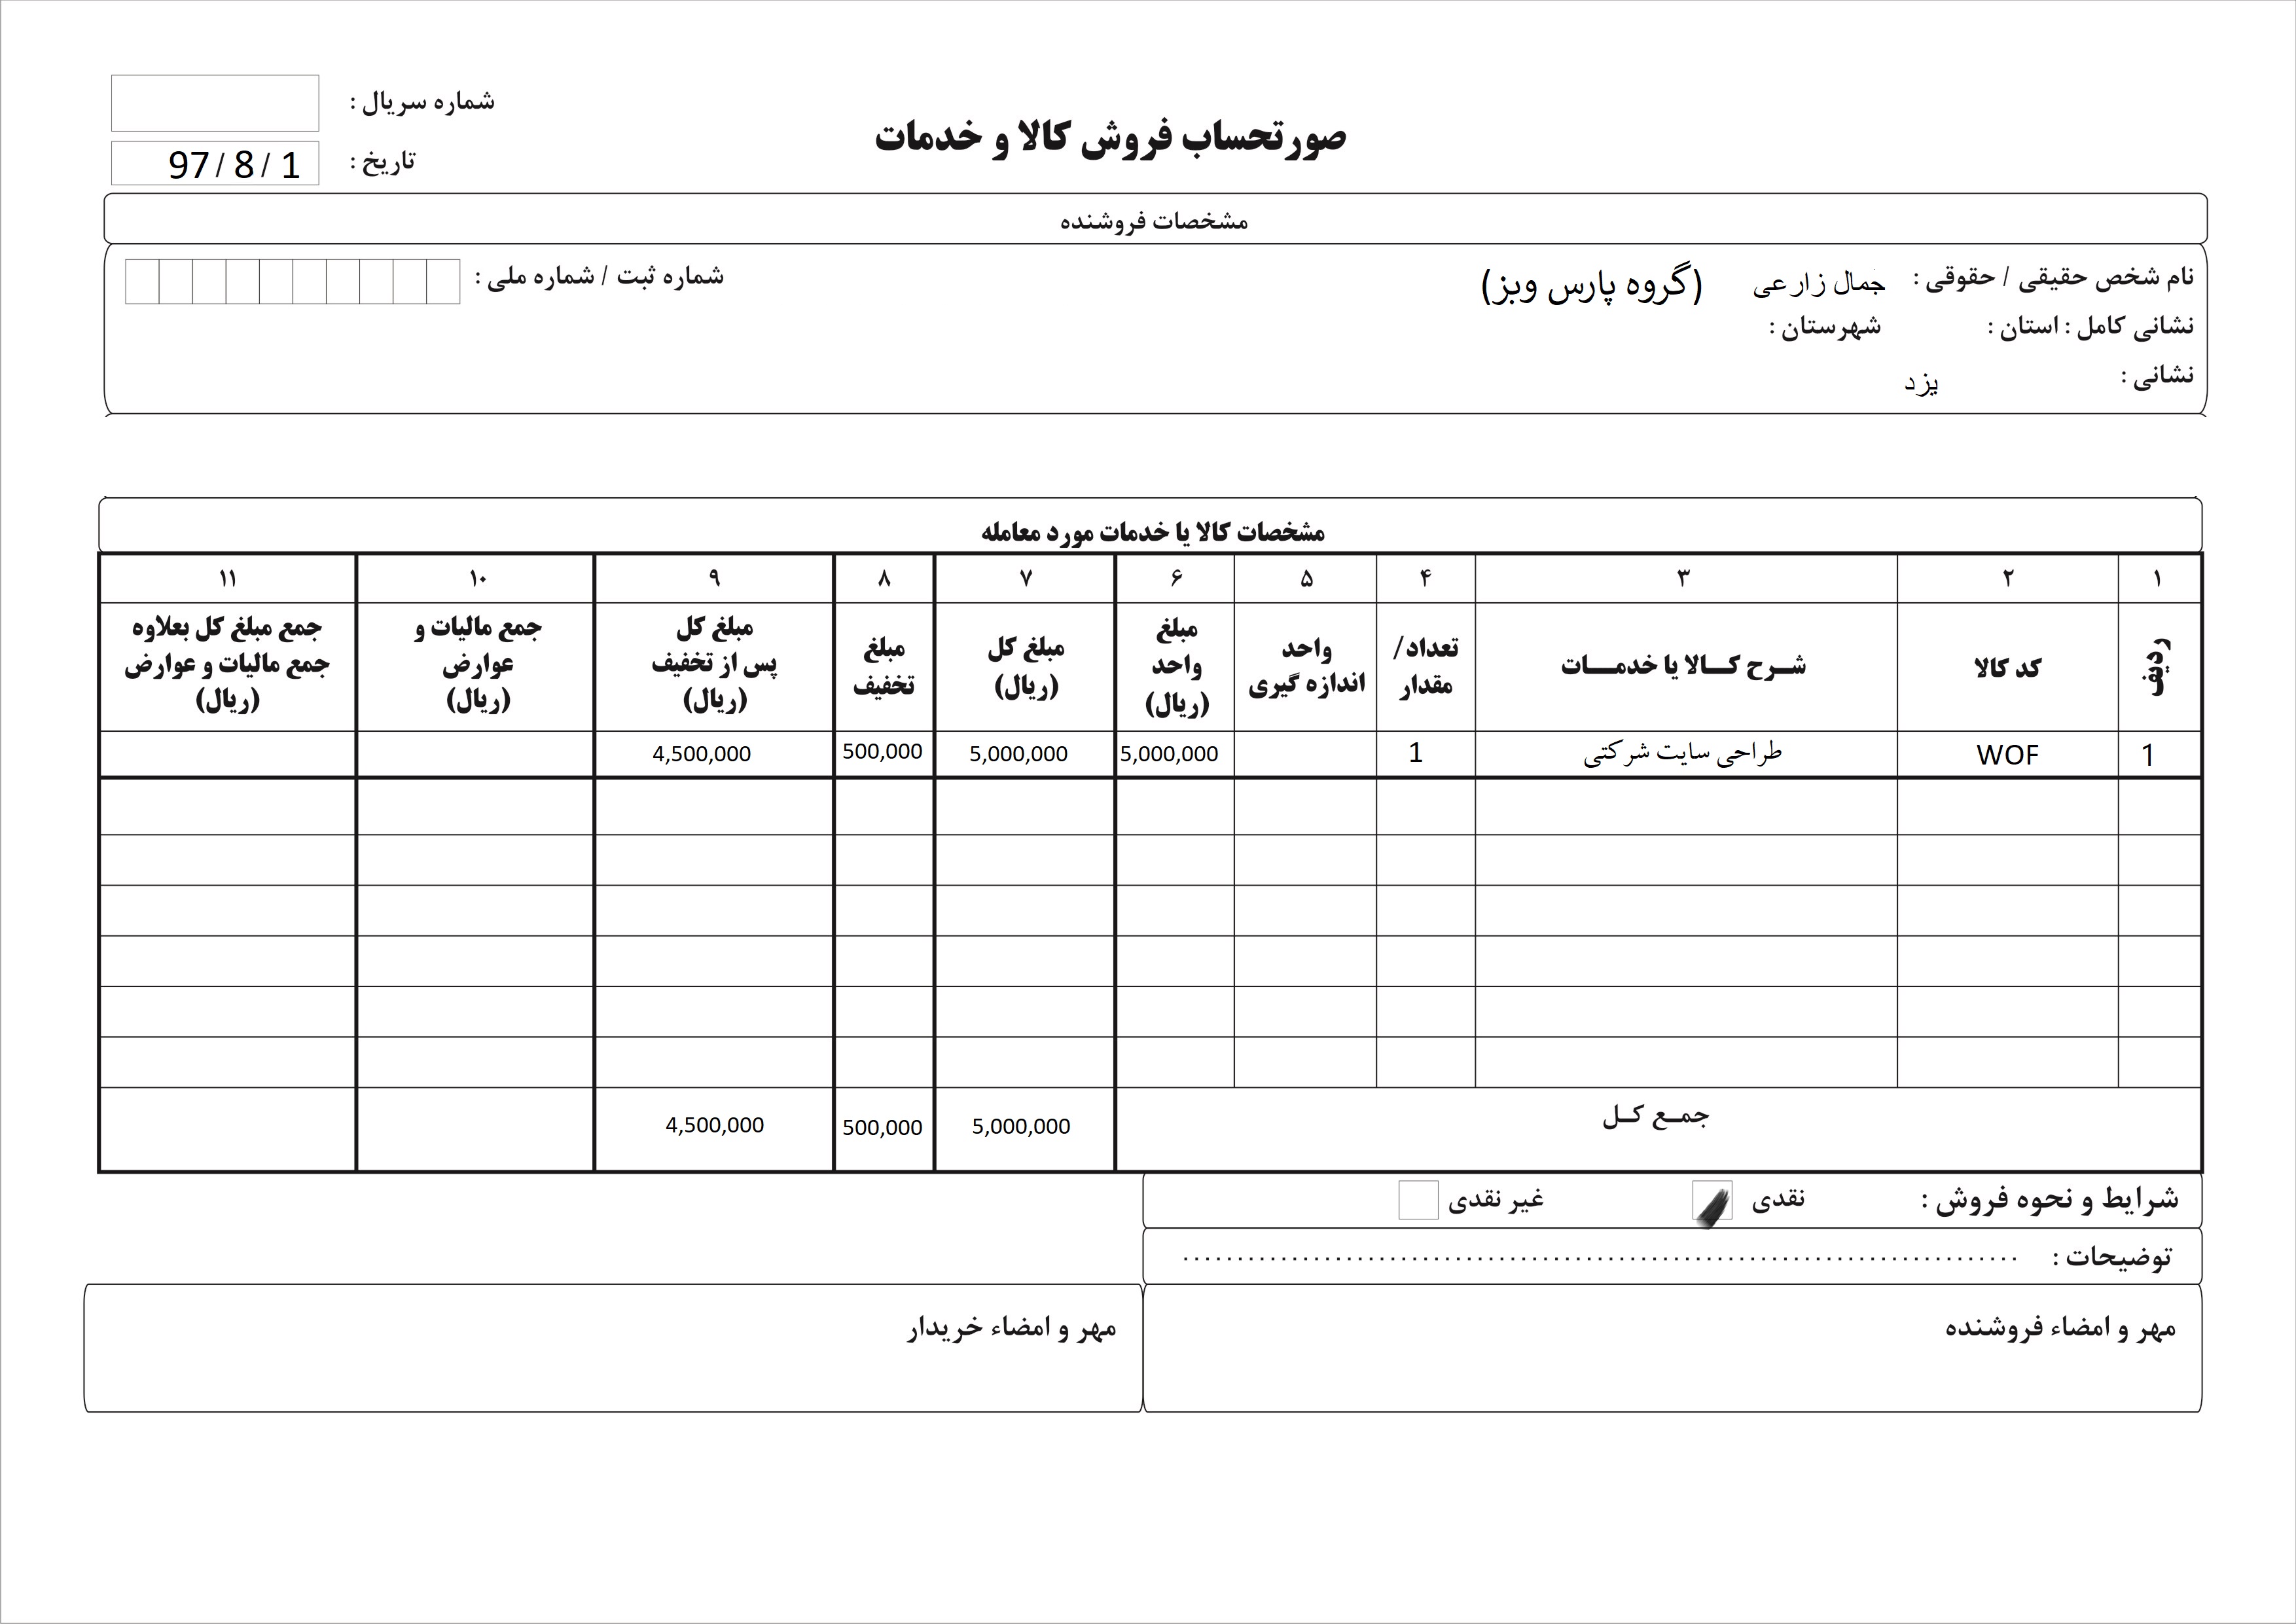 صورتحساب فروش کالا و خدمات
شماره سریال :
تاریخ : 97 / 8 / 1
مشخصات فروشنده
نام شخص حقیقی / حقوقی : جمال زارعی (گروه پارس وبز) شماره ثبت / شماره ملی :
نشانی کامل : استان : شهرستان :
نشانی : یزد
مشخصات کالا یا خدمات مورد معامله
۱ ۲ ۳ ۴ ۵ ۶ ۷ ۸ ۹ ۱۰ ۱۱
ردیف
کد کالا
شــرح کــالا یا خدمـــات
تعداد/
مقدار
واحد
اندازه گیری
مبلغ
واحد
(ریال)
مبلغ کل
(ریال)
مبلغ
تخفیف
مبلغ کل
پس از تخفیف
(ریال)
جمع مالیات و
عوارض
(ریال)
جمع مبلغ کل بعلاوه
جمع مالیات و عوارض
(ریال)
1 WOF طراحی سایت شرکتی 1 5,000,000 5,000,000 500,000 4,500,000
جمـع کـل 5,000,000 500,000 4,500,000
شرایط و نحوه فروش : نقدی غیر نقدی
توضیحات : ..............................................................................
مهر و امضاء فروشنده مهر و امضاء خریدار